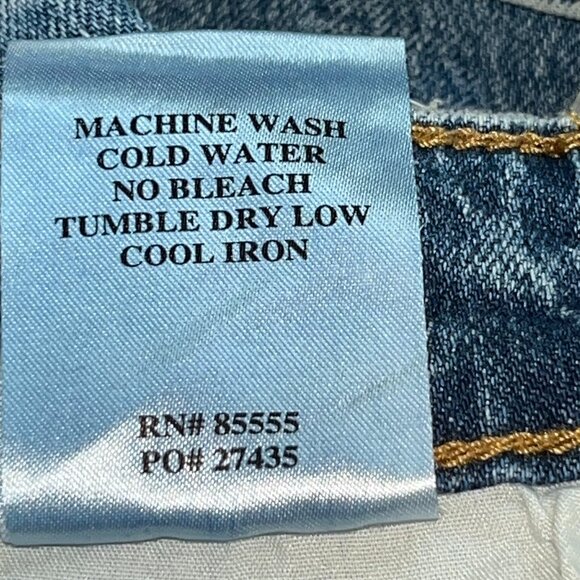 MACHINE WASH
COLD WATER
NO BLEACH
TUMBLE DRY LOW
COOL IRON
RN# 85555
PO# 27435